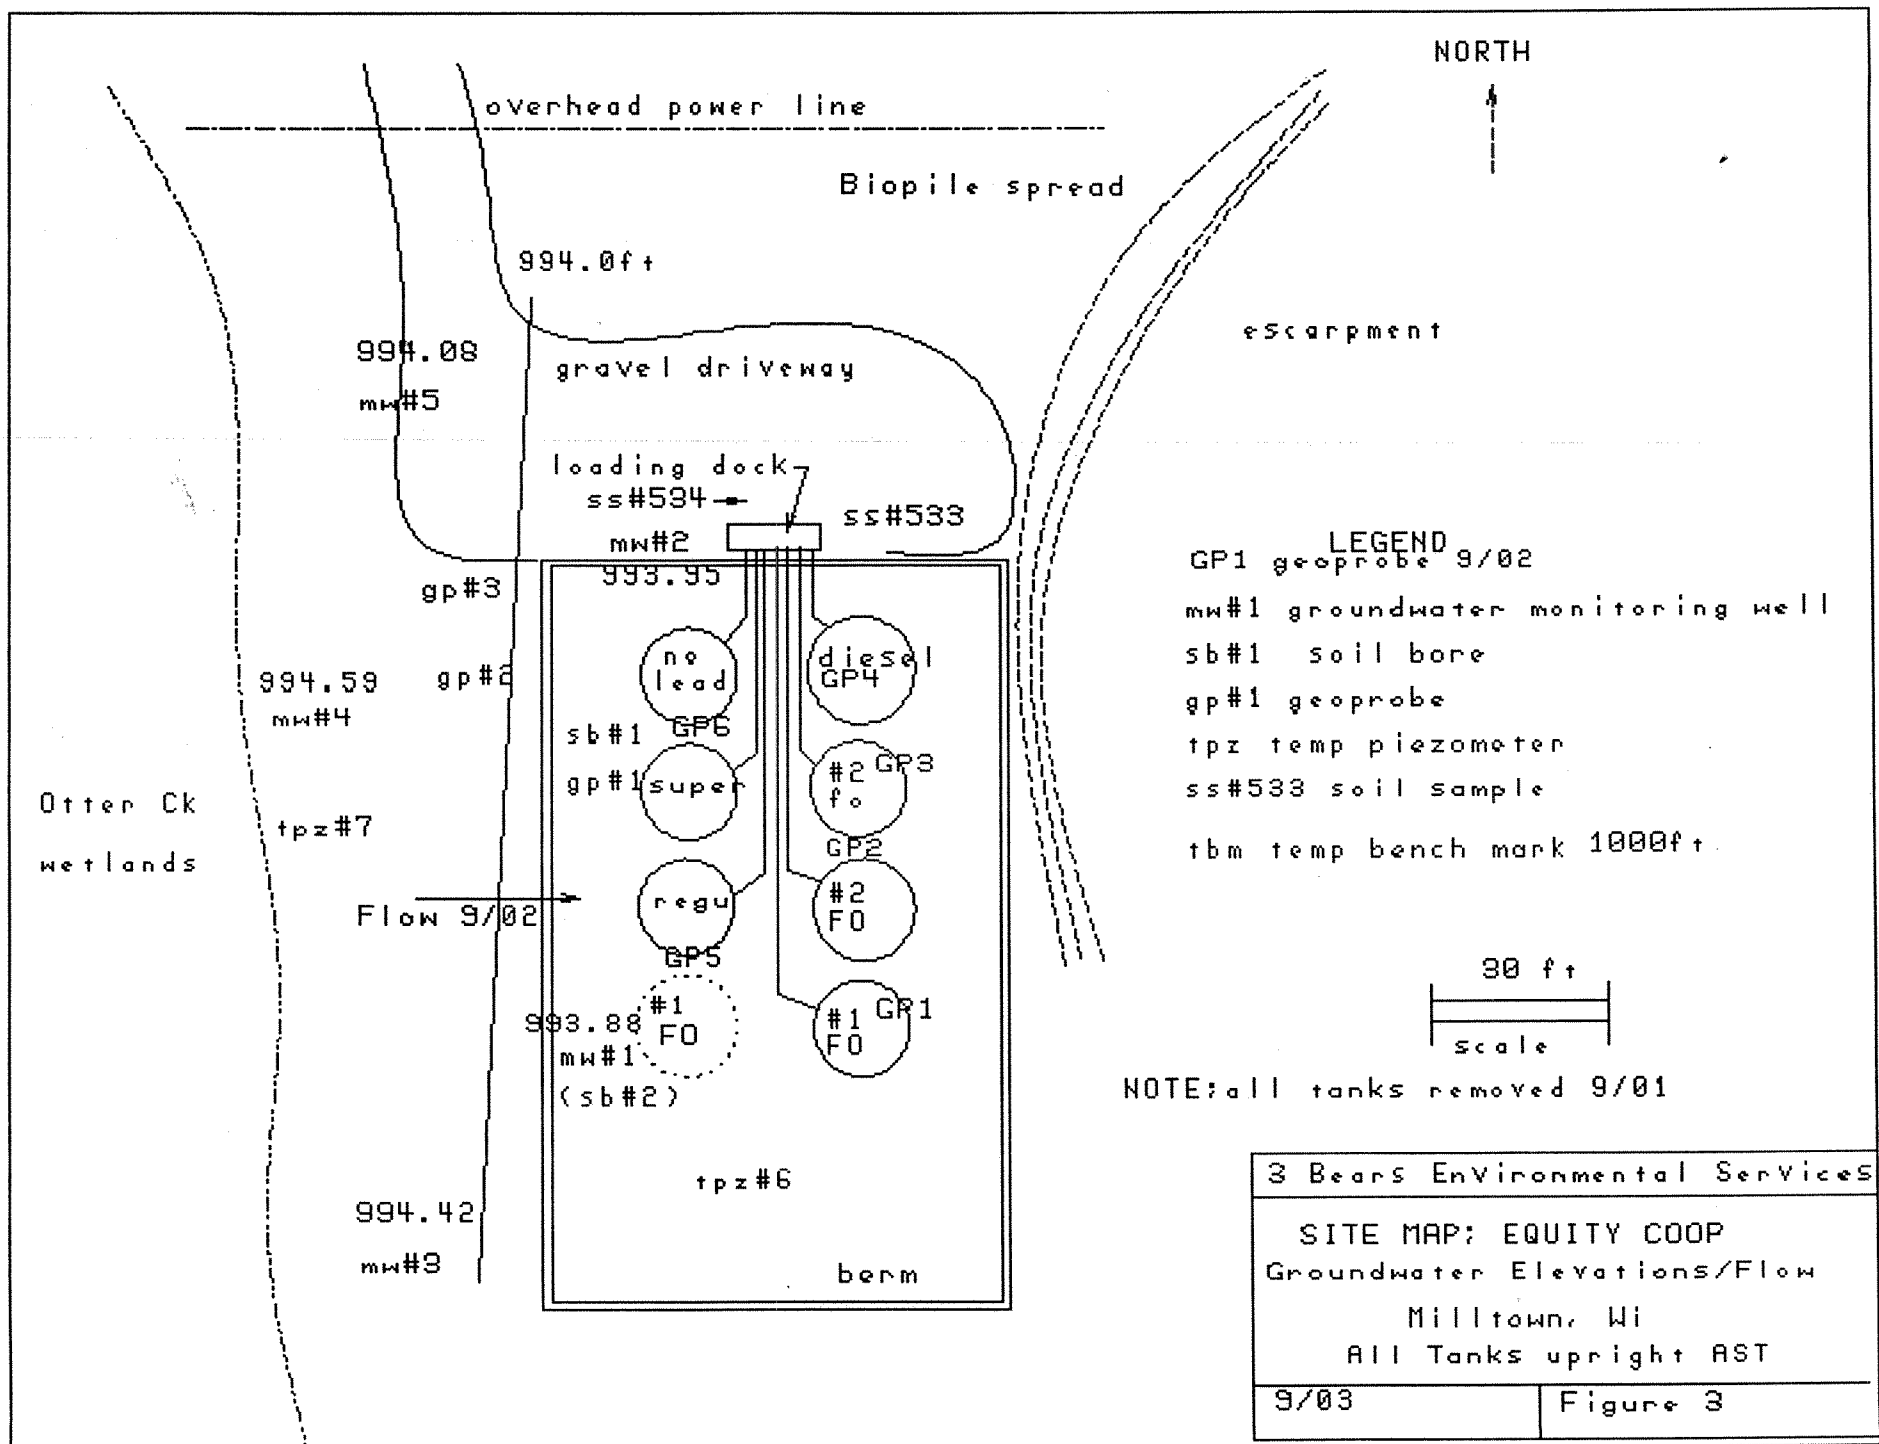 NORTH
overhead power line
Biopile spread
994.0ft
escarpment
994.08
gravel driveway
mw#5
loading dock
ss#534
ss#533
mw#2
993.95
LEGEND
GP1 geoprobe 9/02
mw#1 groundwater monitoring well
sb#1 soil bore
gp#1 geoprobe
tpz temp piezometer
ss#533 soil sample
tbm temp bench mark 1000ft
gp#3
gp#2
994.59
mw#4
no
lead
GP6
diesel
GP4
sb#1
gp#1
super
#2
fo
GP3
GP2
Otter Ck
wetlands
tpz#7
Flow 9/02
regu
GP5
#2
FO
#1
FO
993.88
mw#1
(sb#2)
#1
FO
GP1
30 ft
scale
NOTE:all tanks removed 9/01
tpz#6
994.42
mw#3
berm
3 Bears Environmental Services
SITE MAP: EQUITY COOP
Groundwater Elevations/Flow
Milltown, Wi
All Tanks upright AST
9/03
Figure 3